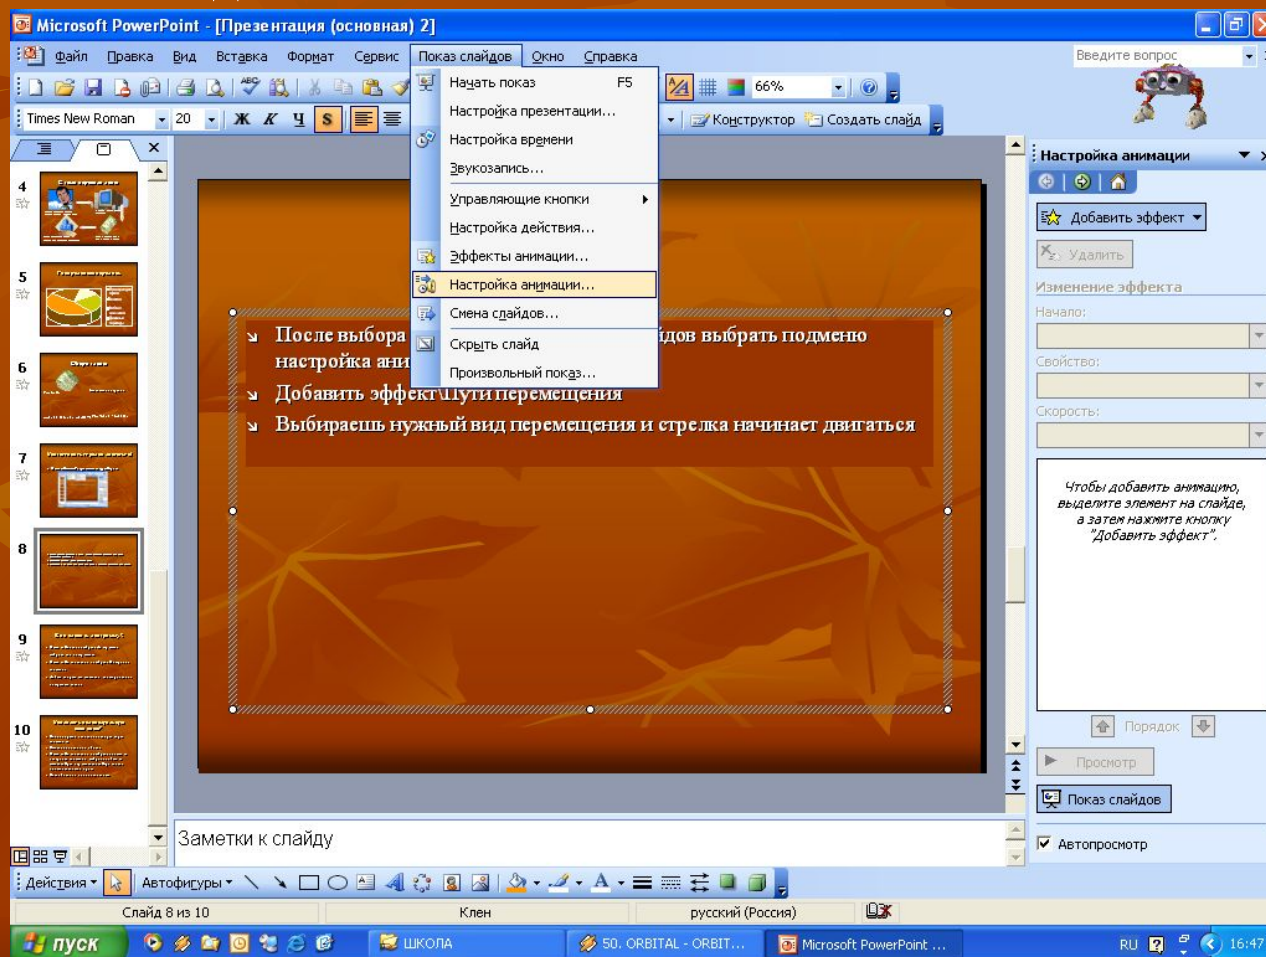 Microsoft PowerPoint - [Презентация (основная) 2]
Файл Правка Вид Вставка Формат Сервис Показ слайдов Окно Справка
Введите вопрос
66%
Times New Roman 20 Ж К Ч S
Конструктор Создать слайд
Начать показ F5
Настройка презентации...
Настройка времени
Звукозапись...
Управляющие кнопки
Настройка действия...
Эффекты анимации...
Настройка анимации...
Смена слайдов...
Скрыть слайд
Произвольный показ...
4
5
6
7
8
9
10
После выбора
йдов выбрать подменю
настройка ани
Добавить эффект\Пути перемещения
Выбираешь нужный вид перемещения и стрелка начинает двигаться
Настройка анимации
Добавить эффект
Удалить
Изменение эффекта
Начало:
Свойство:
Скорость:
Чтобы добавить анимацию,
выделите элемент на слайде,
а затем нажмите кнопку
"Добавить эффект".
Порядок
Просмотр
Показ слайдов
Автопросмотр
Заметки к слайду
Действия Автофигуры
Слайд 8 из 10 Клен русский (Россия)
пуск ШКОЛА 50. ORBITAL - ORBIT... Microsoft PowerPoint ... RU 16:47